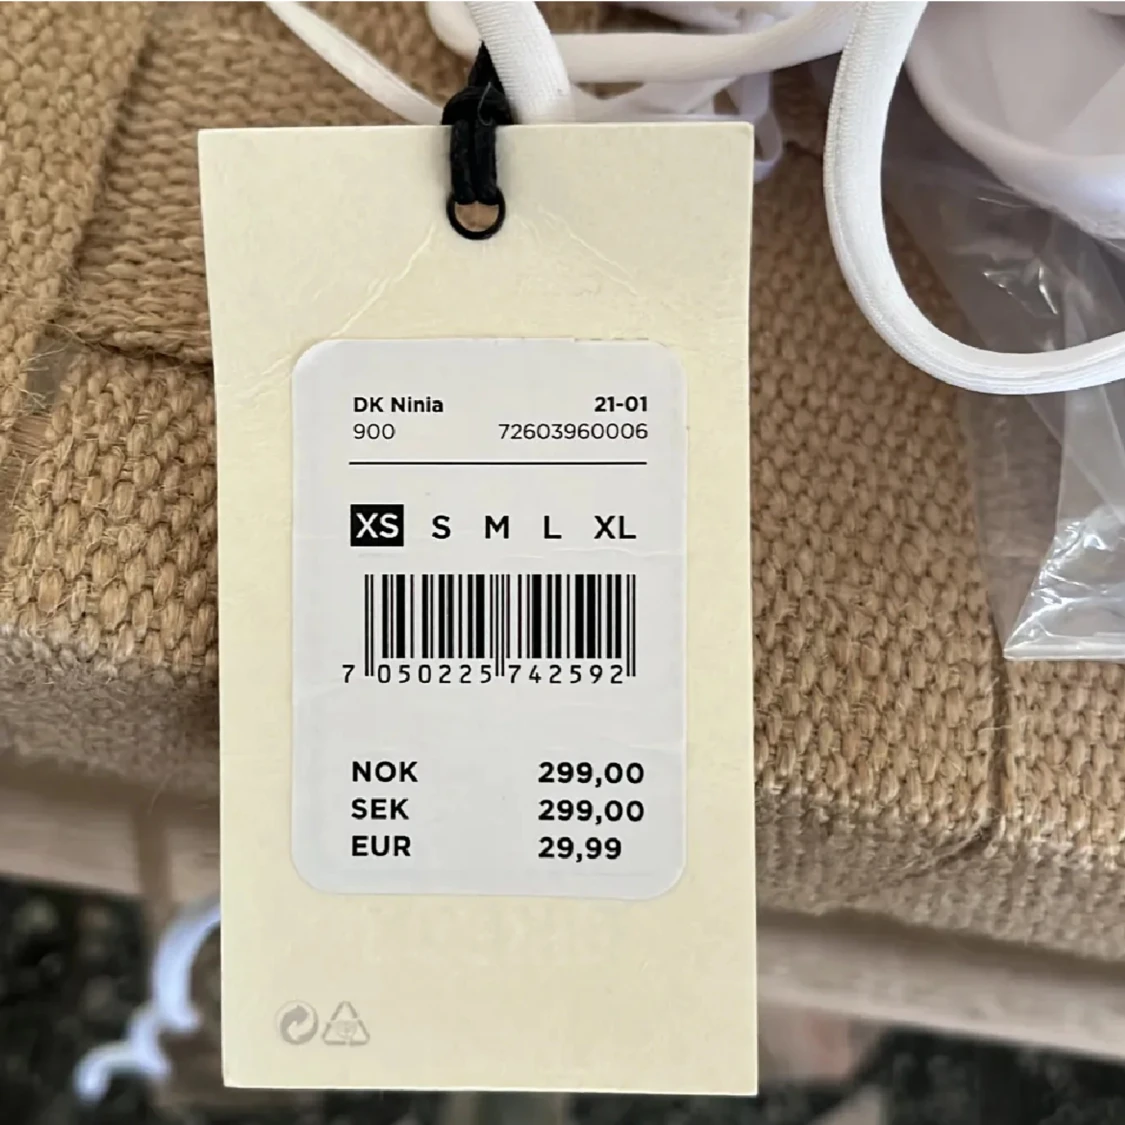 DK Ninia 21-01
900 72603960006
XS S M L XL
7 050225 742592
NOK 299,00
SEK 299,00
EUR 29,99